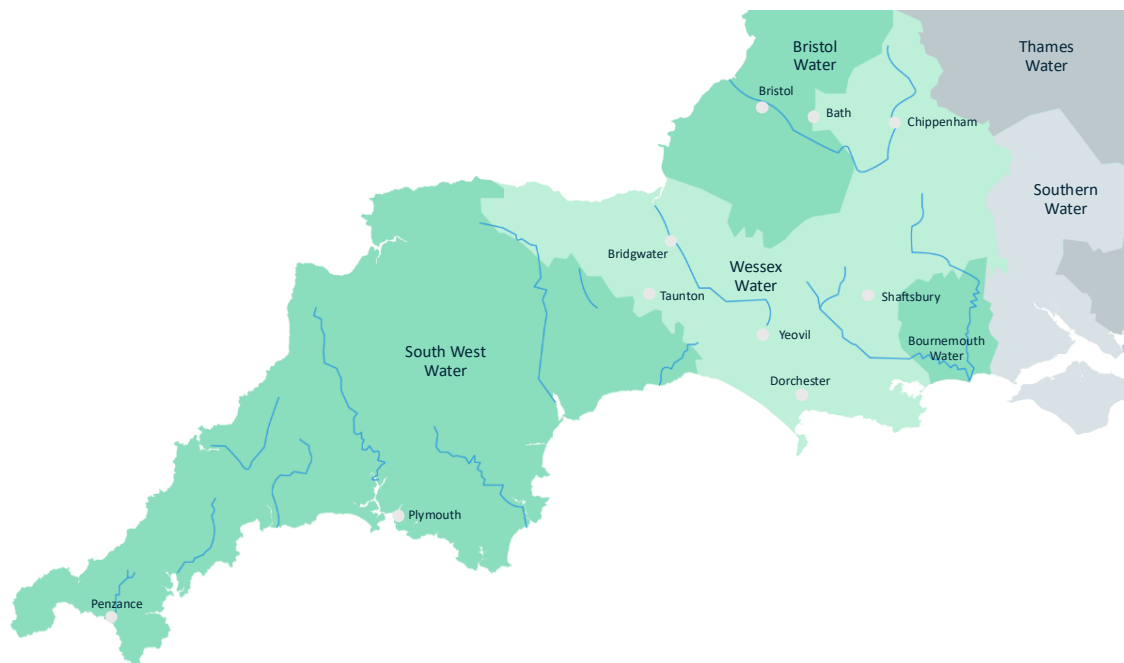 Bristol
Water
Thames
Water
Bristol
Bath
Chippenham
Southern
Water
Bridgwater
Wessex
Water
Taunton
Shaftsbury
Yeovil
Bournemouth
Water
South West
Water
Dorchester
Plymouth
Penzance